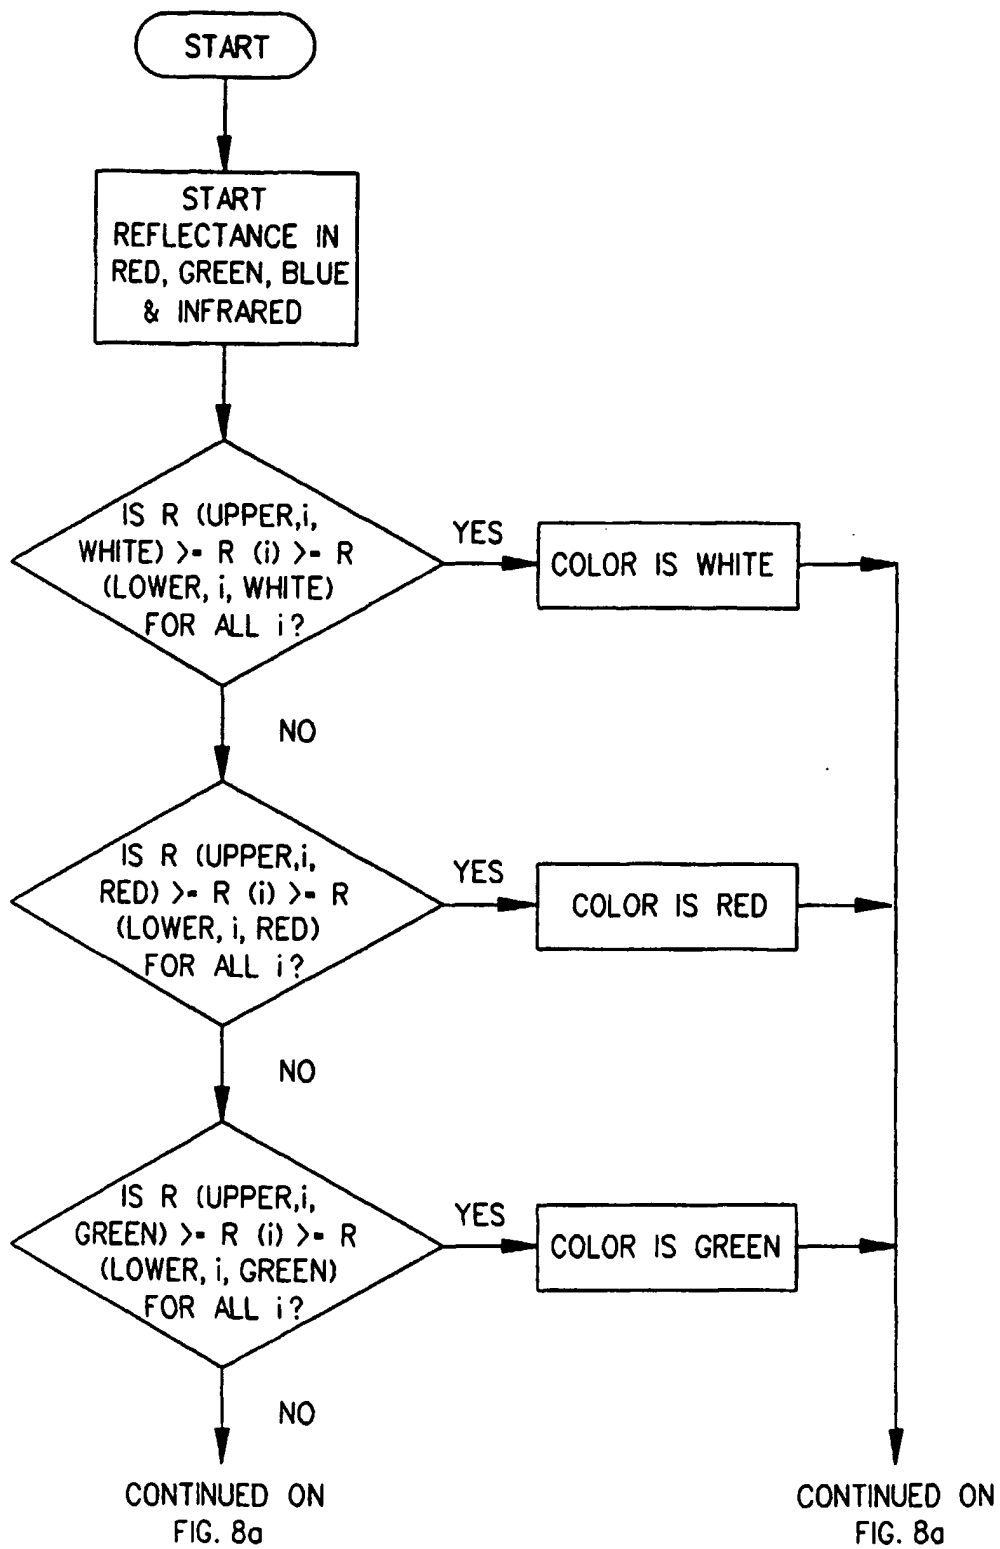 START
START
REFLECTANCE IN
RED, GREEN, BLUE
& INFRARED
IS R (UPPER,i,
WHITE) >= R (i) >= R
(LOWER, i, WHITE)
FOR ALL i?
YES
COLOR IS WHITE
NO
IS R (UPPER,i,
RED) >= R (i) >= R
(LOWER, i, RED)
FOR ALL i?
YES
COLOR IS RED
NO
IS R (UPPER,i,
GREEN) >= R (i) >= R
(LOWER, i, GREEN)
FOR ALL i?
YES
COLOR IS GREEN
NO
CONTINUED ON
FIG. 8a
CONTINUED ON
FIG. 8a